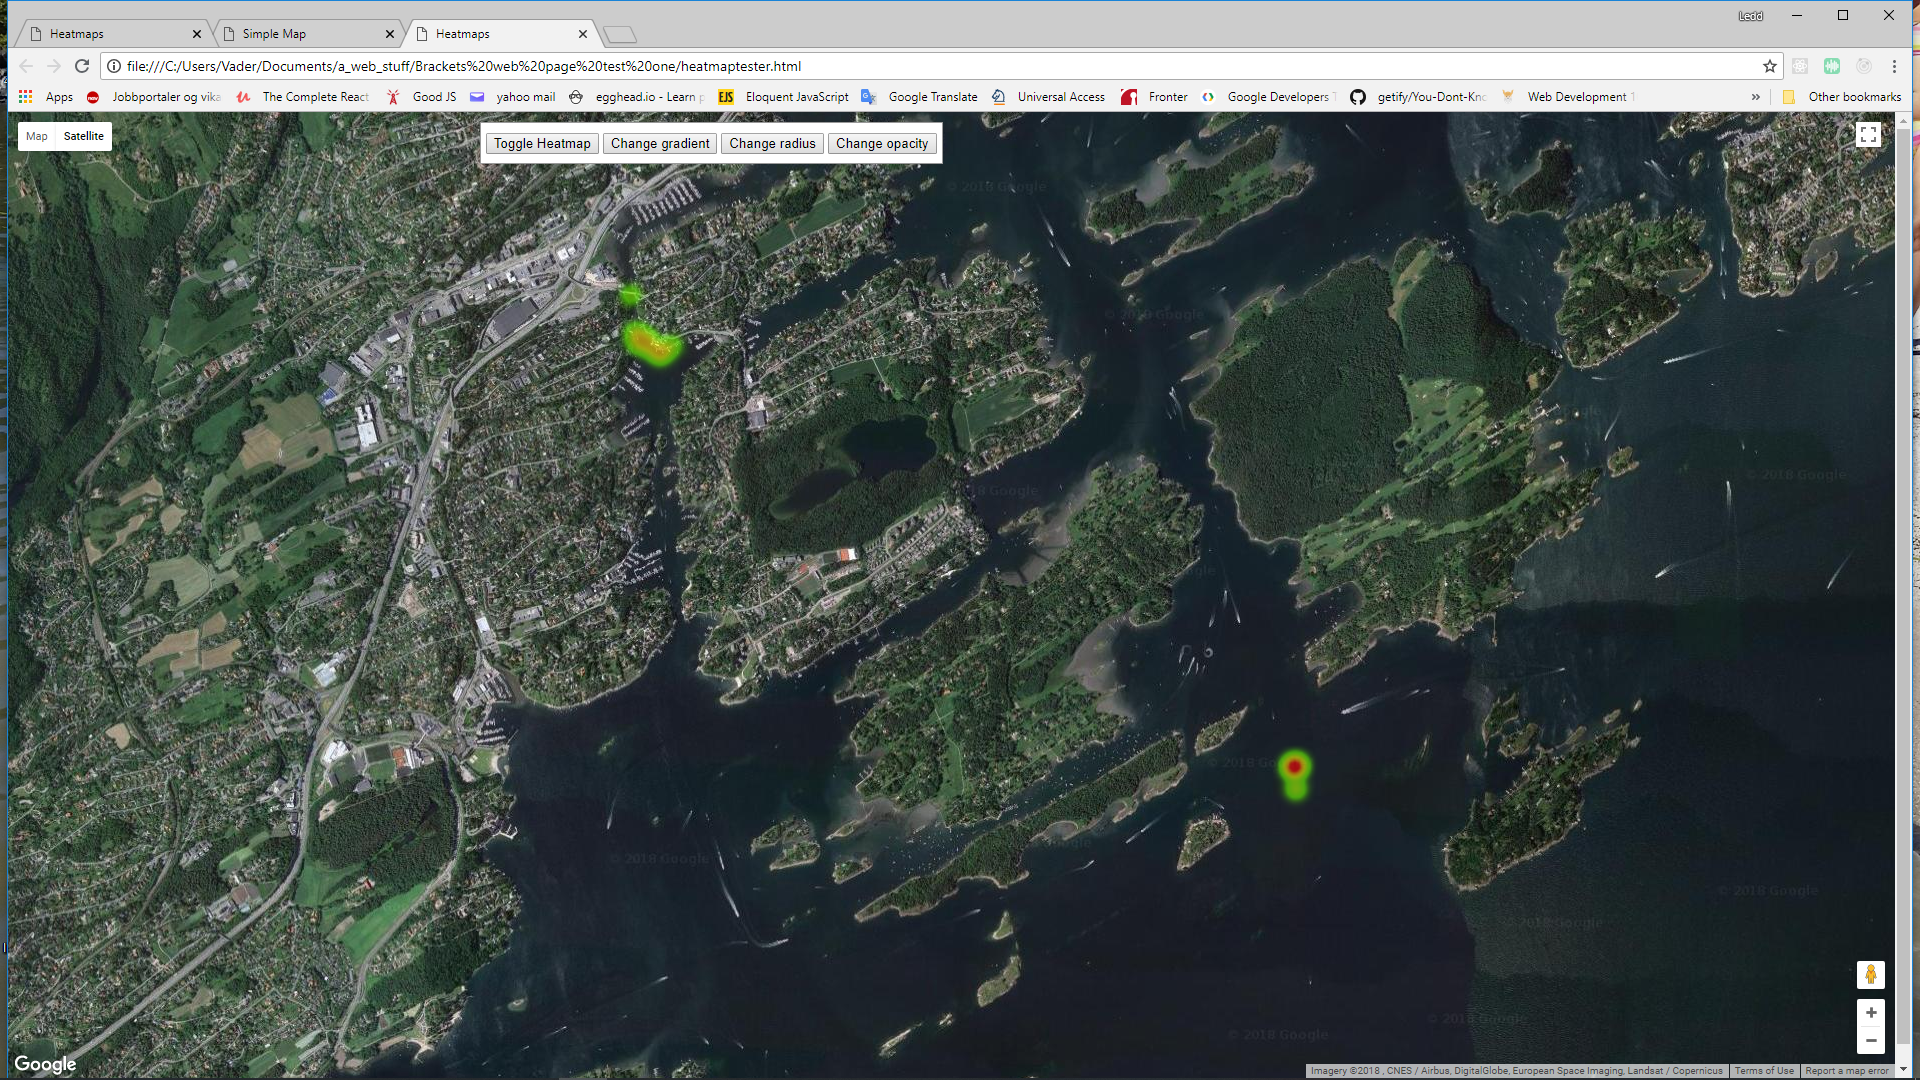 Ledd
Heatmaps
Simple Map
Heatmaps
file:///C:/Users/Vader/Documents/a_web_stuff/Brackets%20web%20page%20test%20one/heatmaptester.html
Apps
new
Jobbportaler og vika
The Complete React
Good JS
yahoo mail
egghead.io - Learn p
EJS
Eloquent JavaScript
Google Translate
Universal Access
Fronter
Google Developers T
getify/You-Dont-Kno
Web Development 1
»
Other bookmarks
Map
Satellite
Toggle Heatmap
Change gradient
Change radius
Change opacity
© 2018 Google
© 2018 Google
© 2018 Google
© 2018 Google
© 2018 Google
© 2018 Google
© 2018 Google
© 2018 Google
© 2018 Google
Google
Imagery ©2018 , CNES / Airbus, DigitalGlobe, European Space Imaging, Landsat / Copernicus
Terms of Use
Report a map error